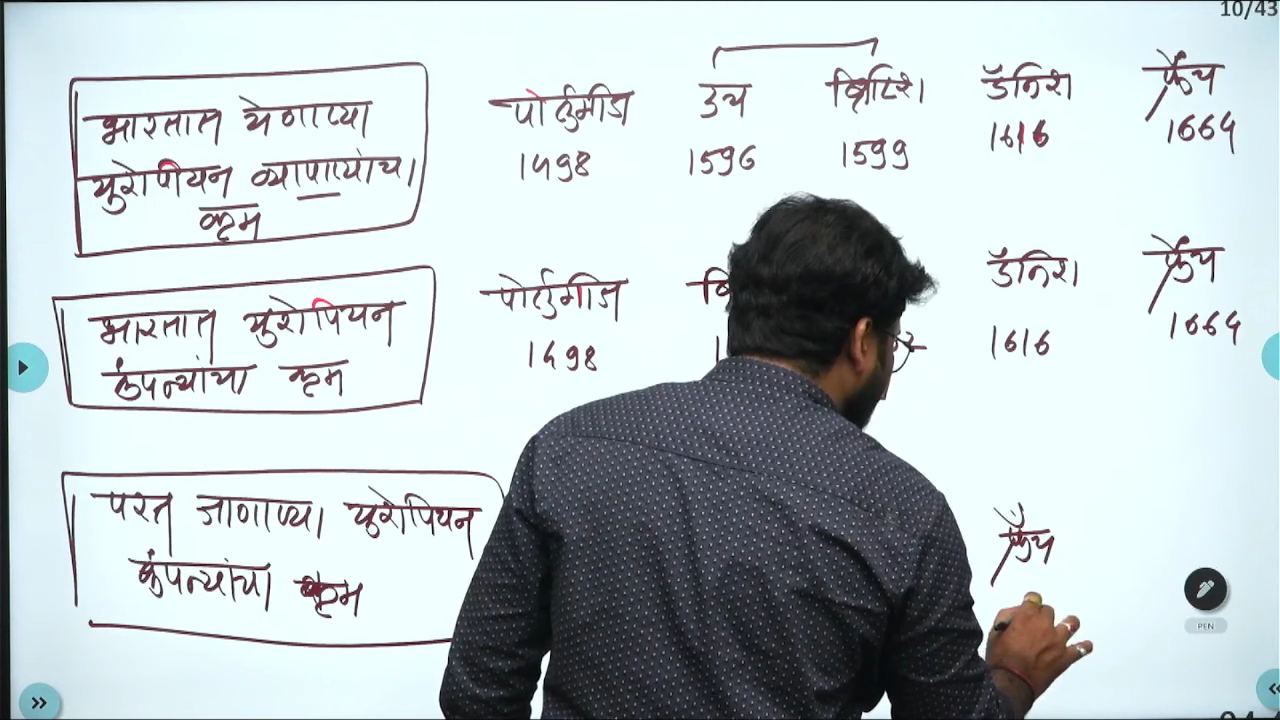 10/43
भारतात येणाऱ्या
युरोपीयन व्यापाऱ्यांचा
क्रम
पोर्तुगीज डच ब्रिटिश डॅनिश फ्रेंच
1498 1596 1599 1616 1664
भारतात युरोपियन
कंपन्यांचा क्रम
पोर्तुगीज डॅनिश फ्रेंच
1498 1616 1664
परत जाणाऱ्या युरोपियन
कंपन्यांचा क्रम
फ्रेंच
PEN